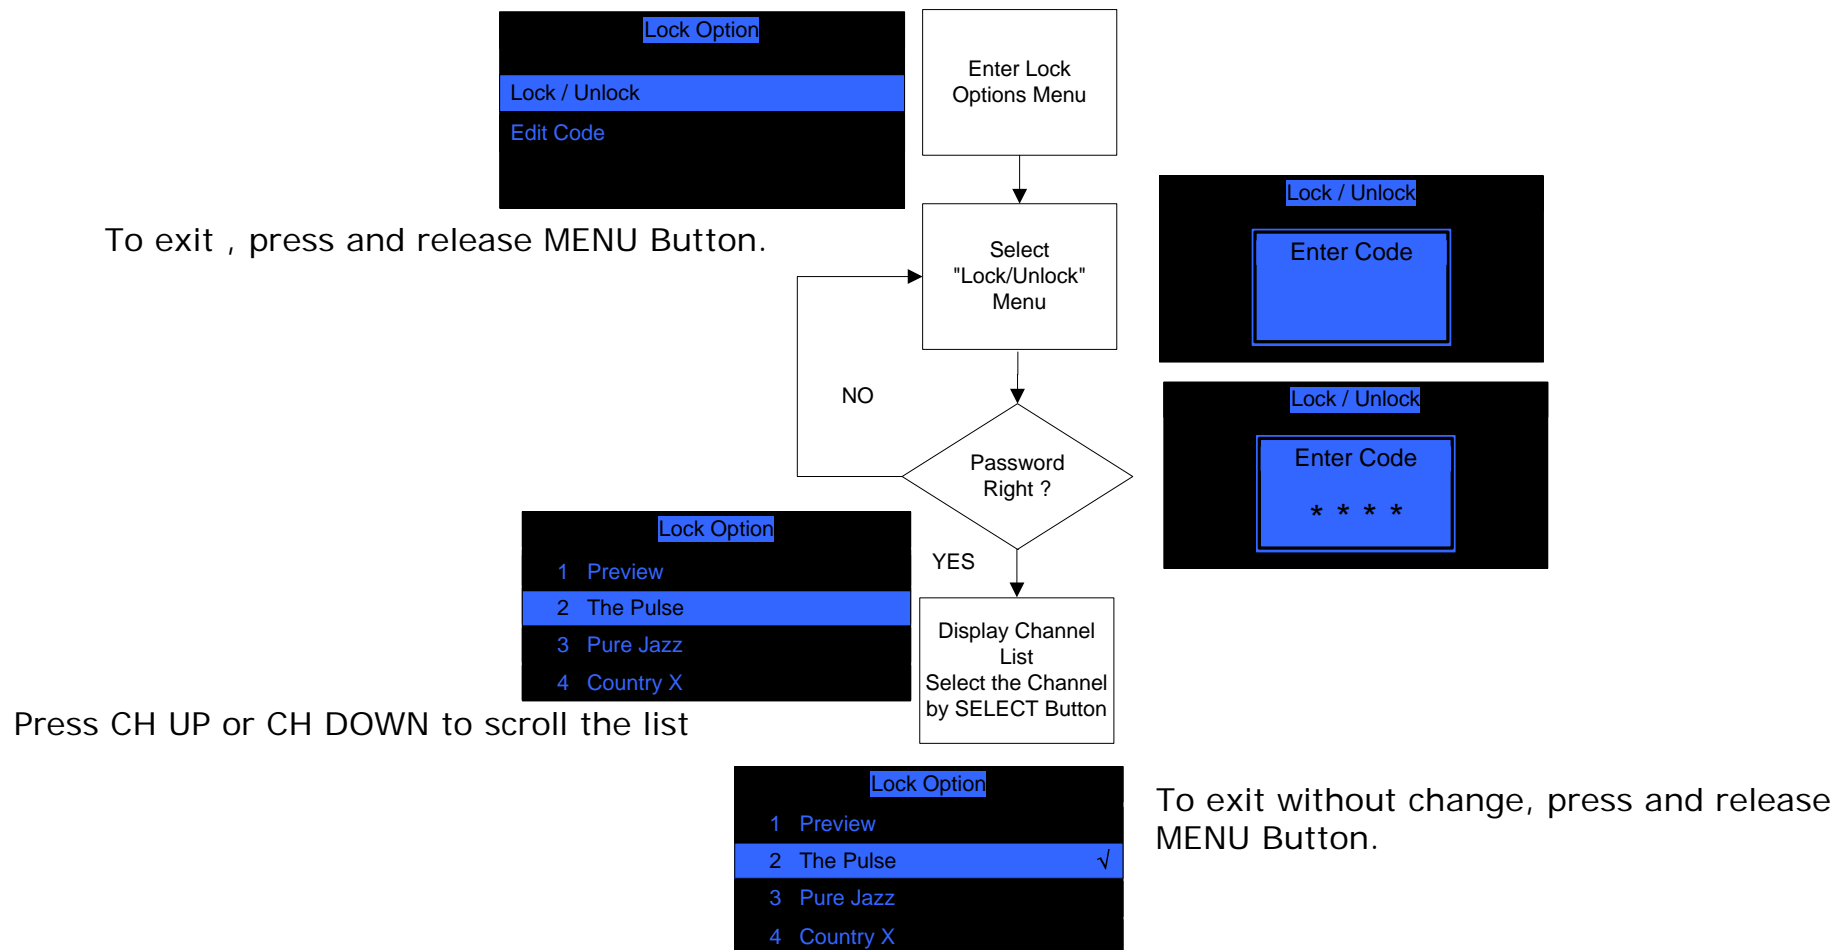 Lock Option
Lock / Unlock
Edit Code
To exit , press and release MENU Button.
Enter Lock
Options Menu
Select
"Lock/Unlock"
Menu
Lock / Unlock
Enter Code
Lock / Unlock
Enter Code
* * * *
NO
Password
Right ?
YES
Lock Option
1 Preview
2 The Pulse
3 Pure Jazz
4 Country X
Press CH UP or CH DOWN to scroll the list
Display Channel
List
Select the Channel
by SELECT Button
Lock Option
1 Preview
2 The Pulse √
3 Pure Jazz
4 Country X
To exit without change, press and release
MENU Button.